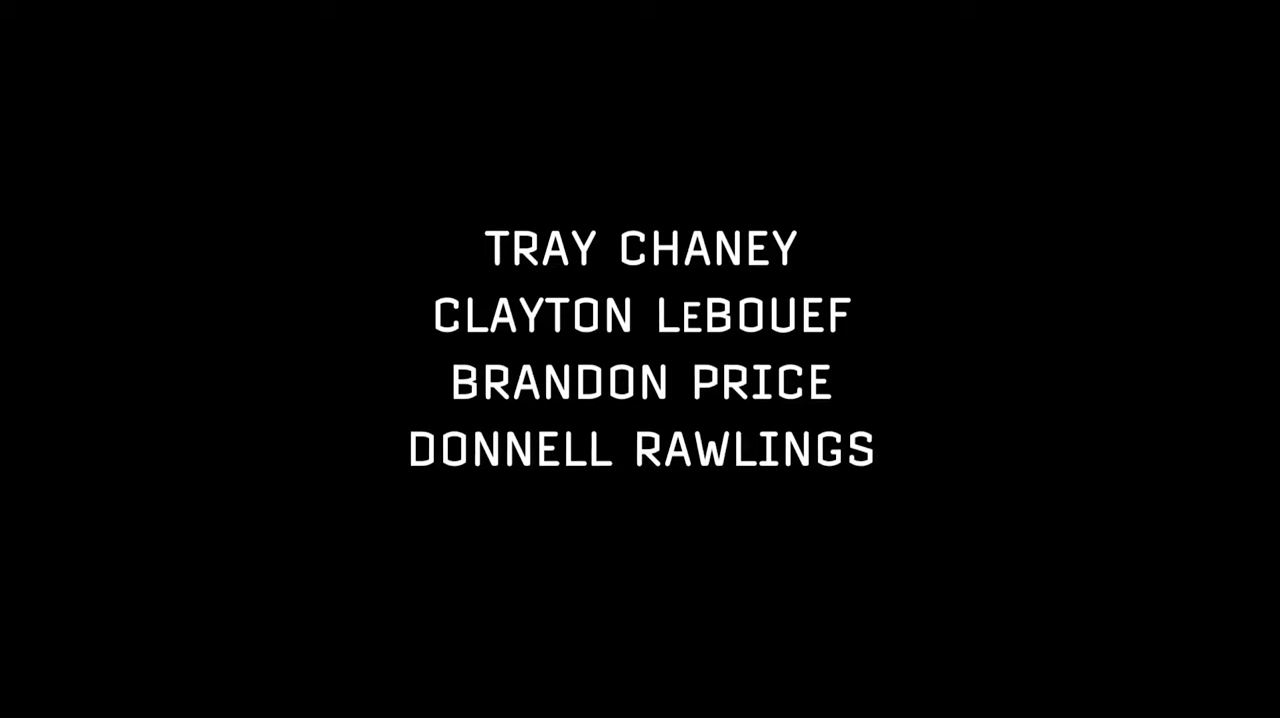 TRAY CHANEY
CLAYTON LeBOUEF
BRANDON PRICE
DONNELL RAWLINGS